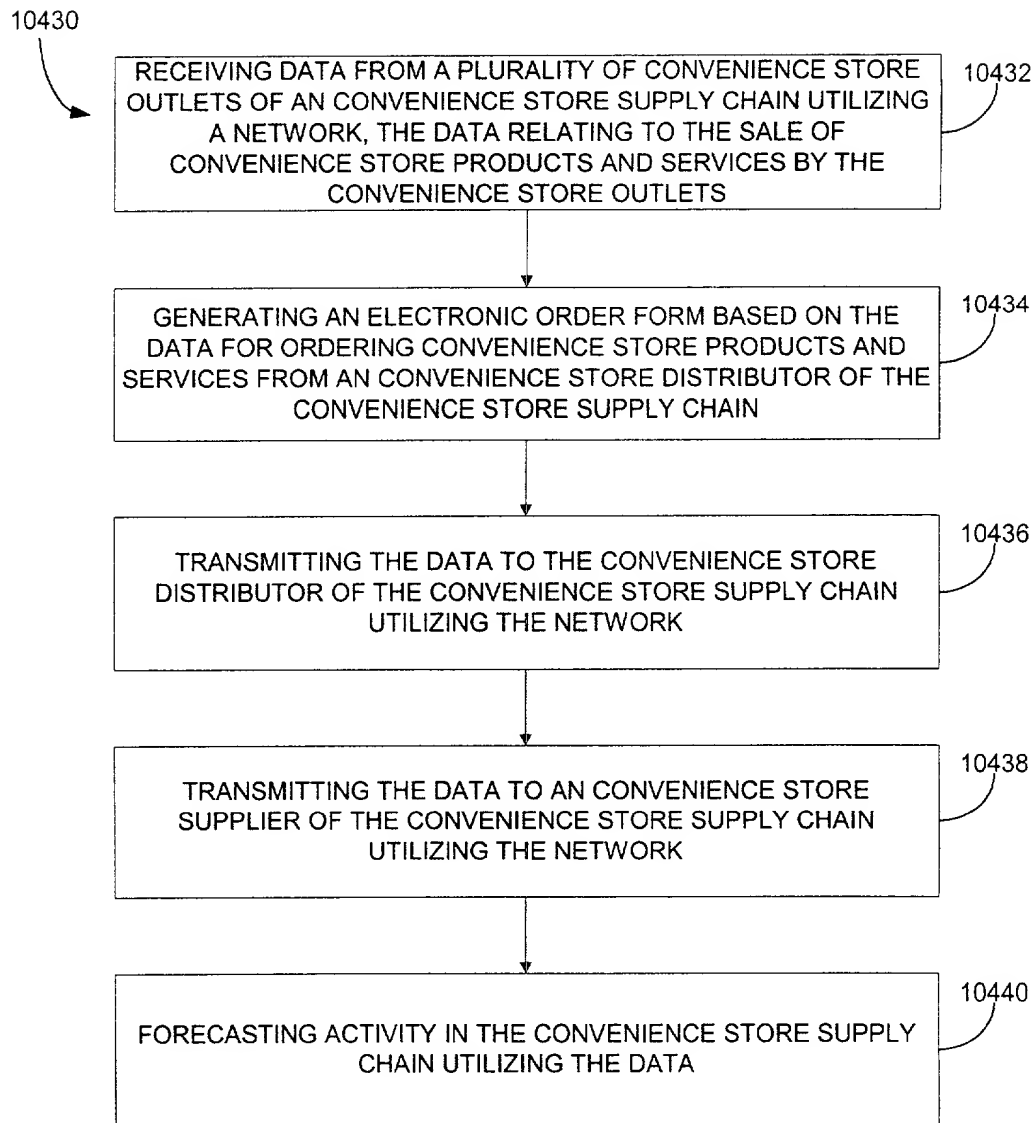 10430
RECEIVING DATA FROM A PLURALITY OF CONVENIENCE STORE
OUTLETS OF AN CONVENIENCE STORE SUPPLY CHAIN UTILIZING
A NETWORK, THE DATA RELATING TO THE SALE OF
CONVENIENCE STORE PRODUCTS AND SERVICES BY THE
CONVENIENCE STORE OUTLETS
10432
GENERATING AN ELECTRONIC ORDER FORM BASED ON THE
DATA FOR ORDERING CONVENIENCE STORE PRODUCTS AND
SERVICES FROM AN CONVENIENCE STORE DISTRIBUTOR OF THE
CONVENIENCE STORE SUPPLY CHAIN
10434
TRANSMITTING THE DATA TO THE CONVENIENCE STORE
DISTRIBUTOR OF THE CONVENIENCE STORE SUPPLY CHAIN
UTILIZING THE NETWORK
10436
TRANSMITTING THE DATA TO AN CONVENIENCE STORE
SUPPLIER OF THE CONVENIENCE STORE SUPPLY CHAIN
UTILIZING THE NETWORK
10438
FORECASTING ACTIVITY IN THE CONVENIENCE STORE SUPPLY
CHAIN UTILIZING THE DATA
10440